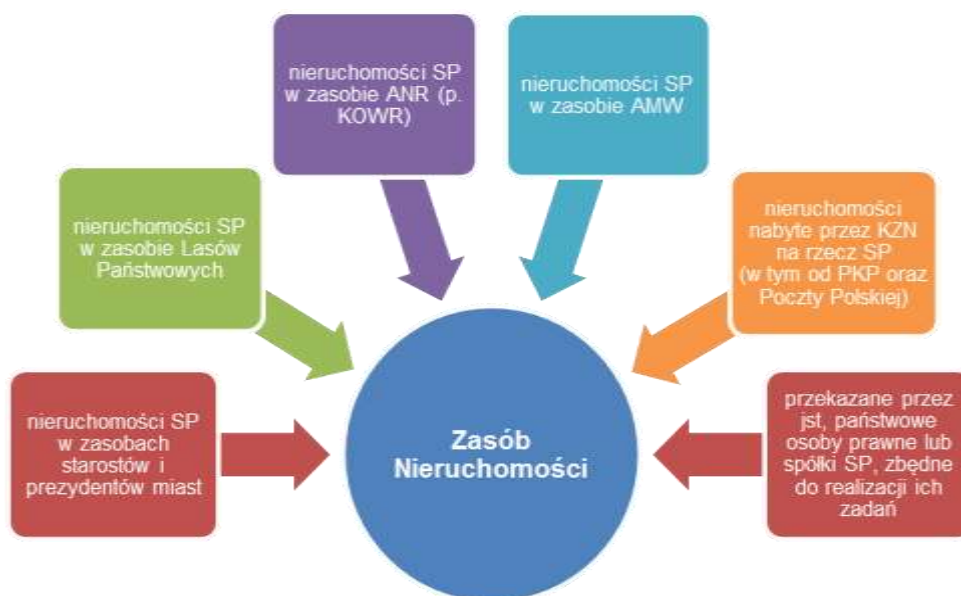 nieruchomości SP
w zasobie ANR (p.
KOWR)
nieruchomości SP
w zasobie AMW
nieruchomości SP
w zasobie Lasów
Państwowych
nieruchomości
nabyte przez KZN
na rzecz SP
(w tym od PKP oraz
Poczty Polskiej)
nieruchomości SP
w zasobach
starostów i
prezydentów miast
Zasób
Nieruchomości
przekazane przez
jst, państwowe
osoby prawne lub
spółki SP, zbędne
do realizacji ich
zadań